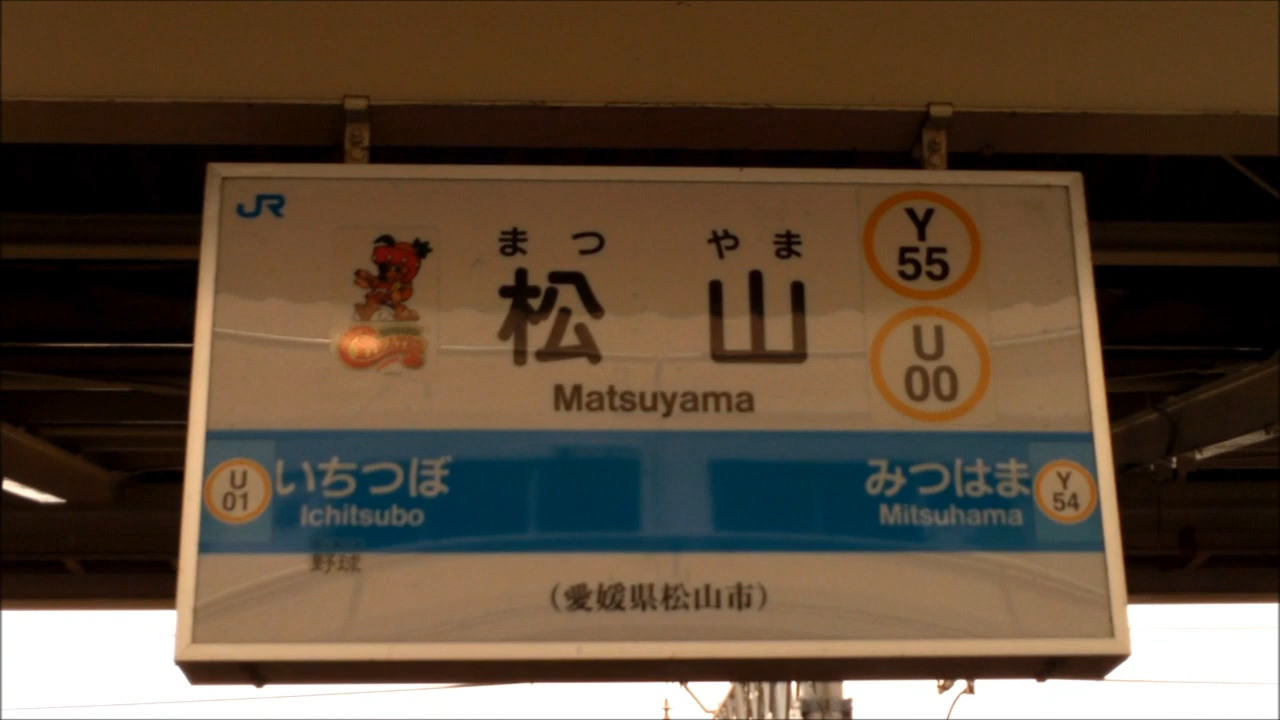 JR
まつ やま
松 山
Matsuyama
Y
55
U
00
U
01
いちつぼ
Ichitsubo
みつはま
Mitsuhama
Y
54
野球
(愛媛県松山市)